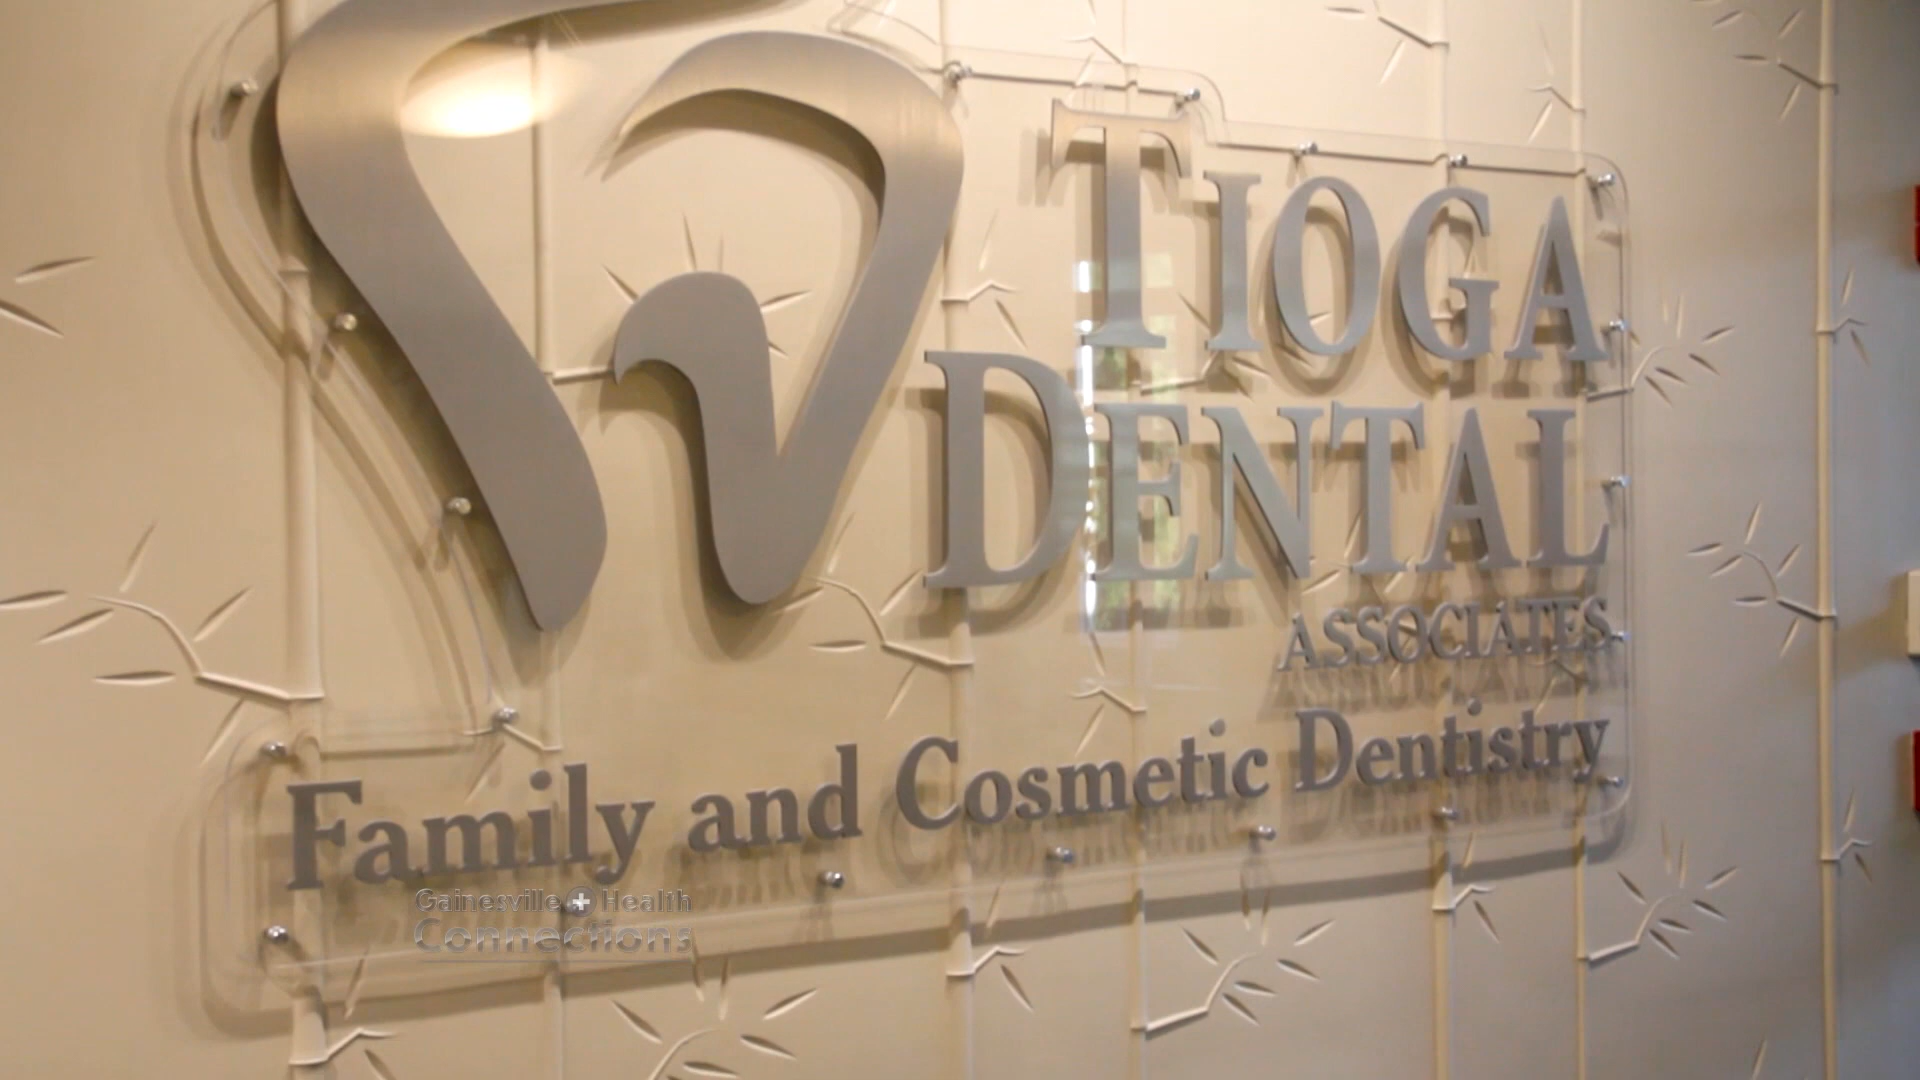 TIOGA
DENTAL
ASSOCIATES
Family and Cosmetic Dentistry
Gainesville Health
Connections